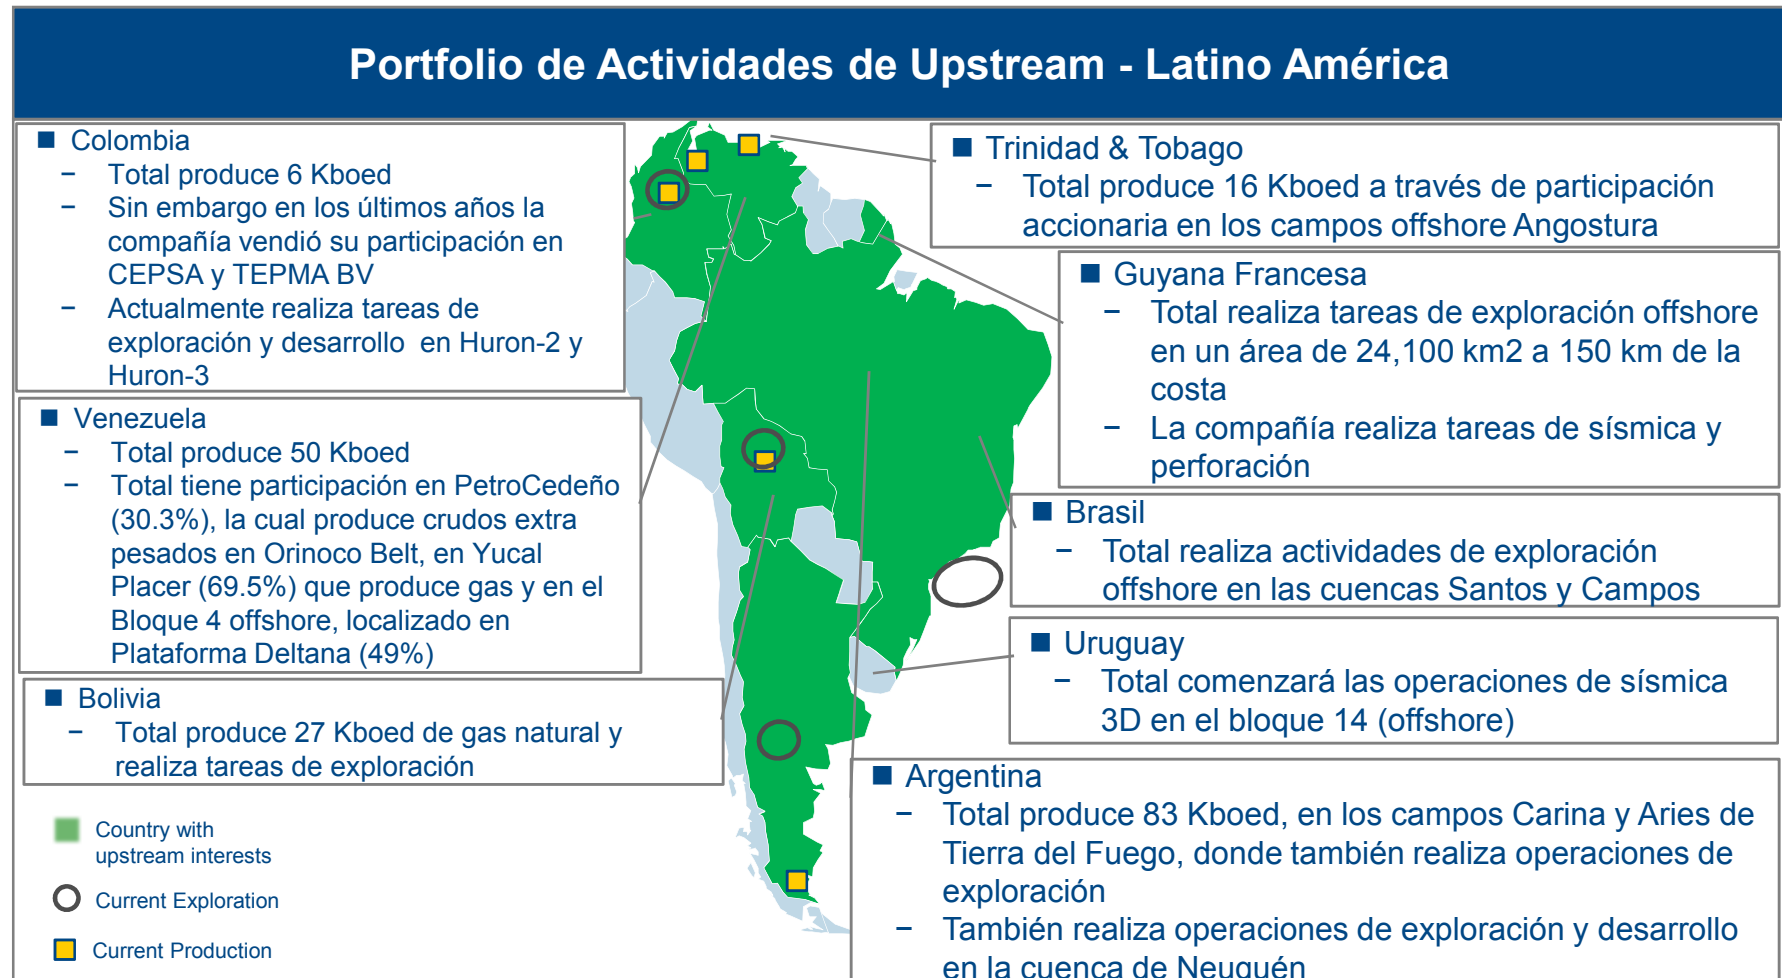 Portfolio de Actividades de Upstream - Latino América
■ Colombia
− Total produce 6 Kboed
− Sin embargo en los últimos años la
compañía vendió su participación en
CEPSA y TEPMA BV
− Actualmente realiza tareas de
exploración y desarrollo en Huron-2 y
Huron-3
■ Venezuela
− Total produce 50 Kboed
− Total tiene participación en PetroCedeño
(30.3%), la cual produce crudos extra
pesados en Orinoco Belt, en Yucal
Placer (69.5%) que produce gas y en el
Bloque 4 offshore, localizado en
Plataforma Deltana (49%)
■ Bolivia
− Total produce 27 Kboed de gas natural y
realiza tareas de exploración
Country with
upstream interests
Current Exploration
Current Production
■ Trinidad & Tobago
− Total produce 16 Kboed a través de participación
accionaria en los campos offshore Angostura
■ Guyana Francesa
− Total realiza tareas de exploración offshore
en un área de 24,100 km2 a 150 km de la
costa
− La compañía realiza tareas de sísmica y
perforación
■ Brasil
− Total realiza actividades de exploración
offshore en las cuencas Santos y Campos
■ Uruguay
− Total comenzará las operaciones de sísmica
3D en el bloque 14 (offshore)
■ Argentina
− Total produce 83 Kboed, en los campos Carina y Aries de
Tierra del Fuego, donde también realiza operaciones de
exploración
− También realiza operaciones de exploración y desarrollo
en la cuenca de Neuquén